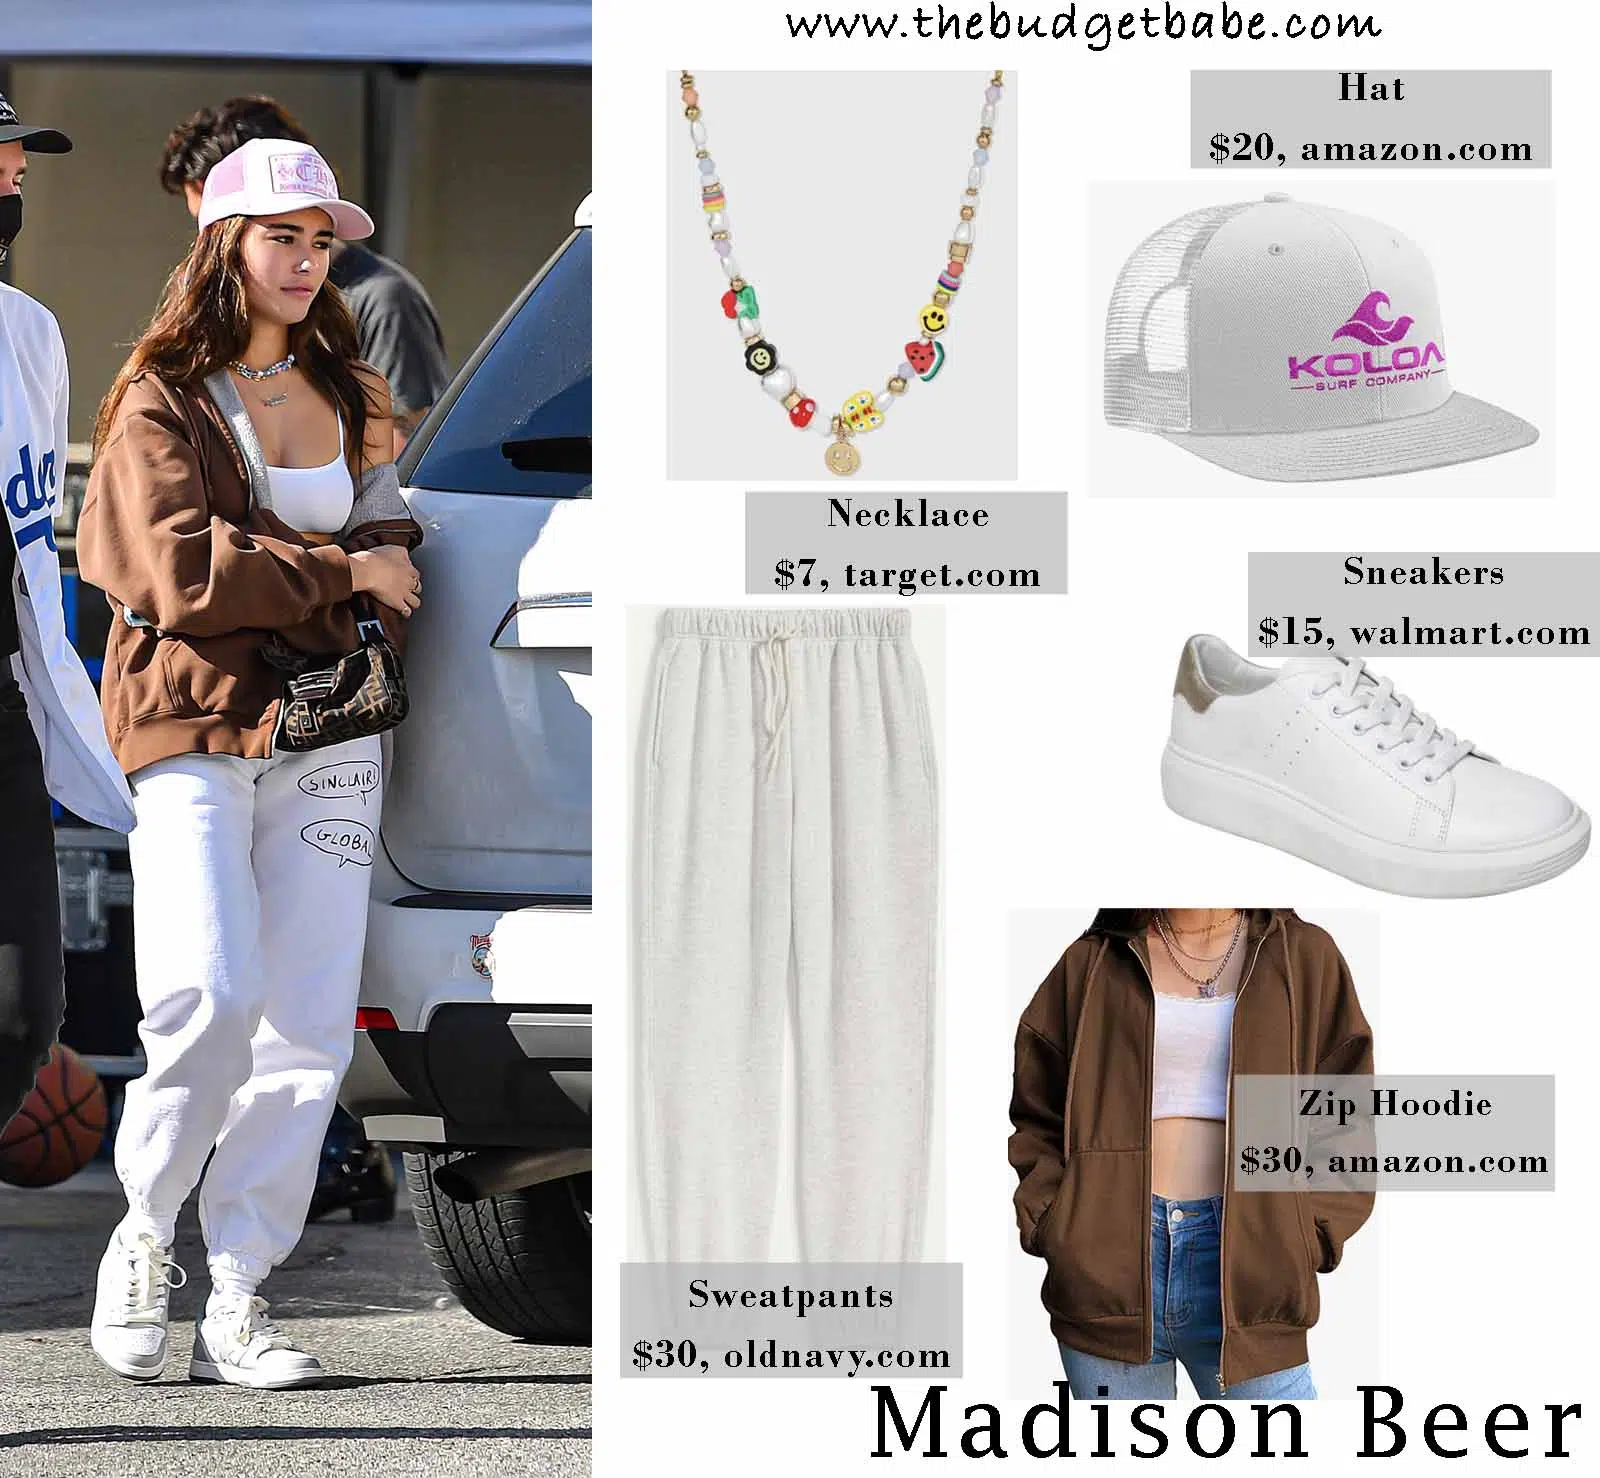 www.thebudgetbabe.com
Hat
$20, amazon.com
KOLOA
SURF COMPANY
Necklace
$7, target.com
Sneakers
$15, walmart.com
SINCLAIR
GLOBAL
Zip Hoodie
$30, amazon.com
Sweatpants
$30, oldnavy.com
Madison Beer